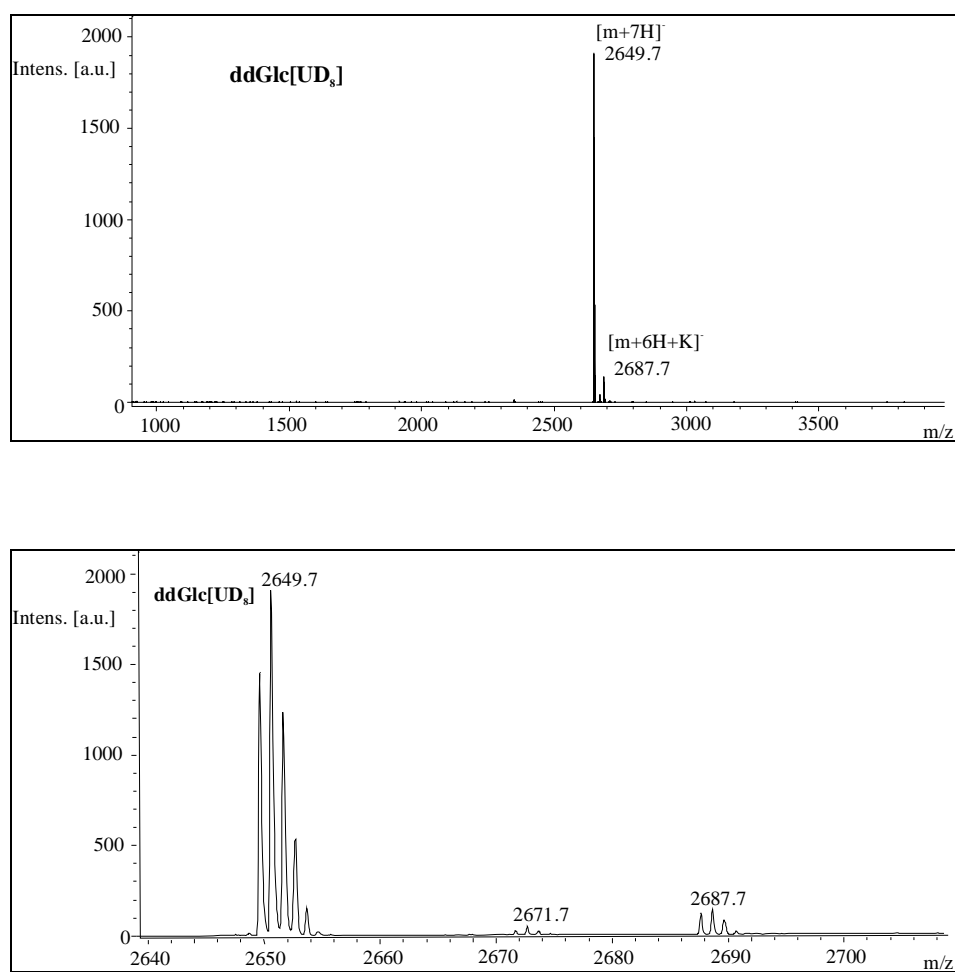 2000
Intens. [a.u.]
1500
1000
500
0
ddGlc[UD₈]
[m+7H]⁻
2649.7
[m+6H+K]⁻
2687.7
1000 1500 2000 2500 3000 3500
m/z
2000
Intens. [a.u.]
1500
1000
500
0
ddGlc[UD₈]
2649.7
2671.7
2687.7
2640 2650 2660 2670 2680 2690 2700
m/z